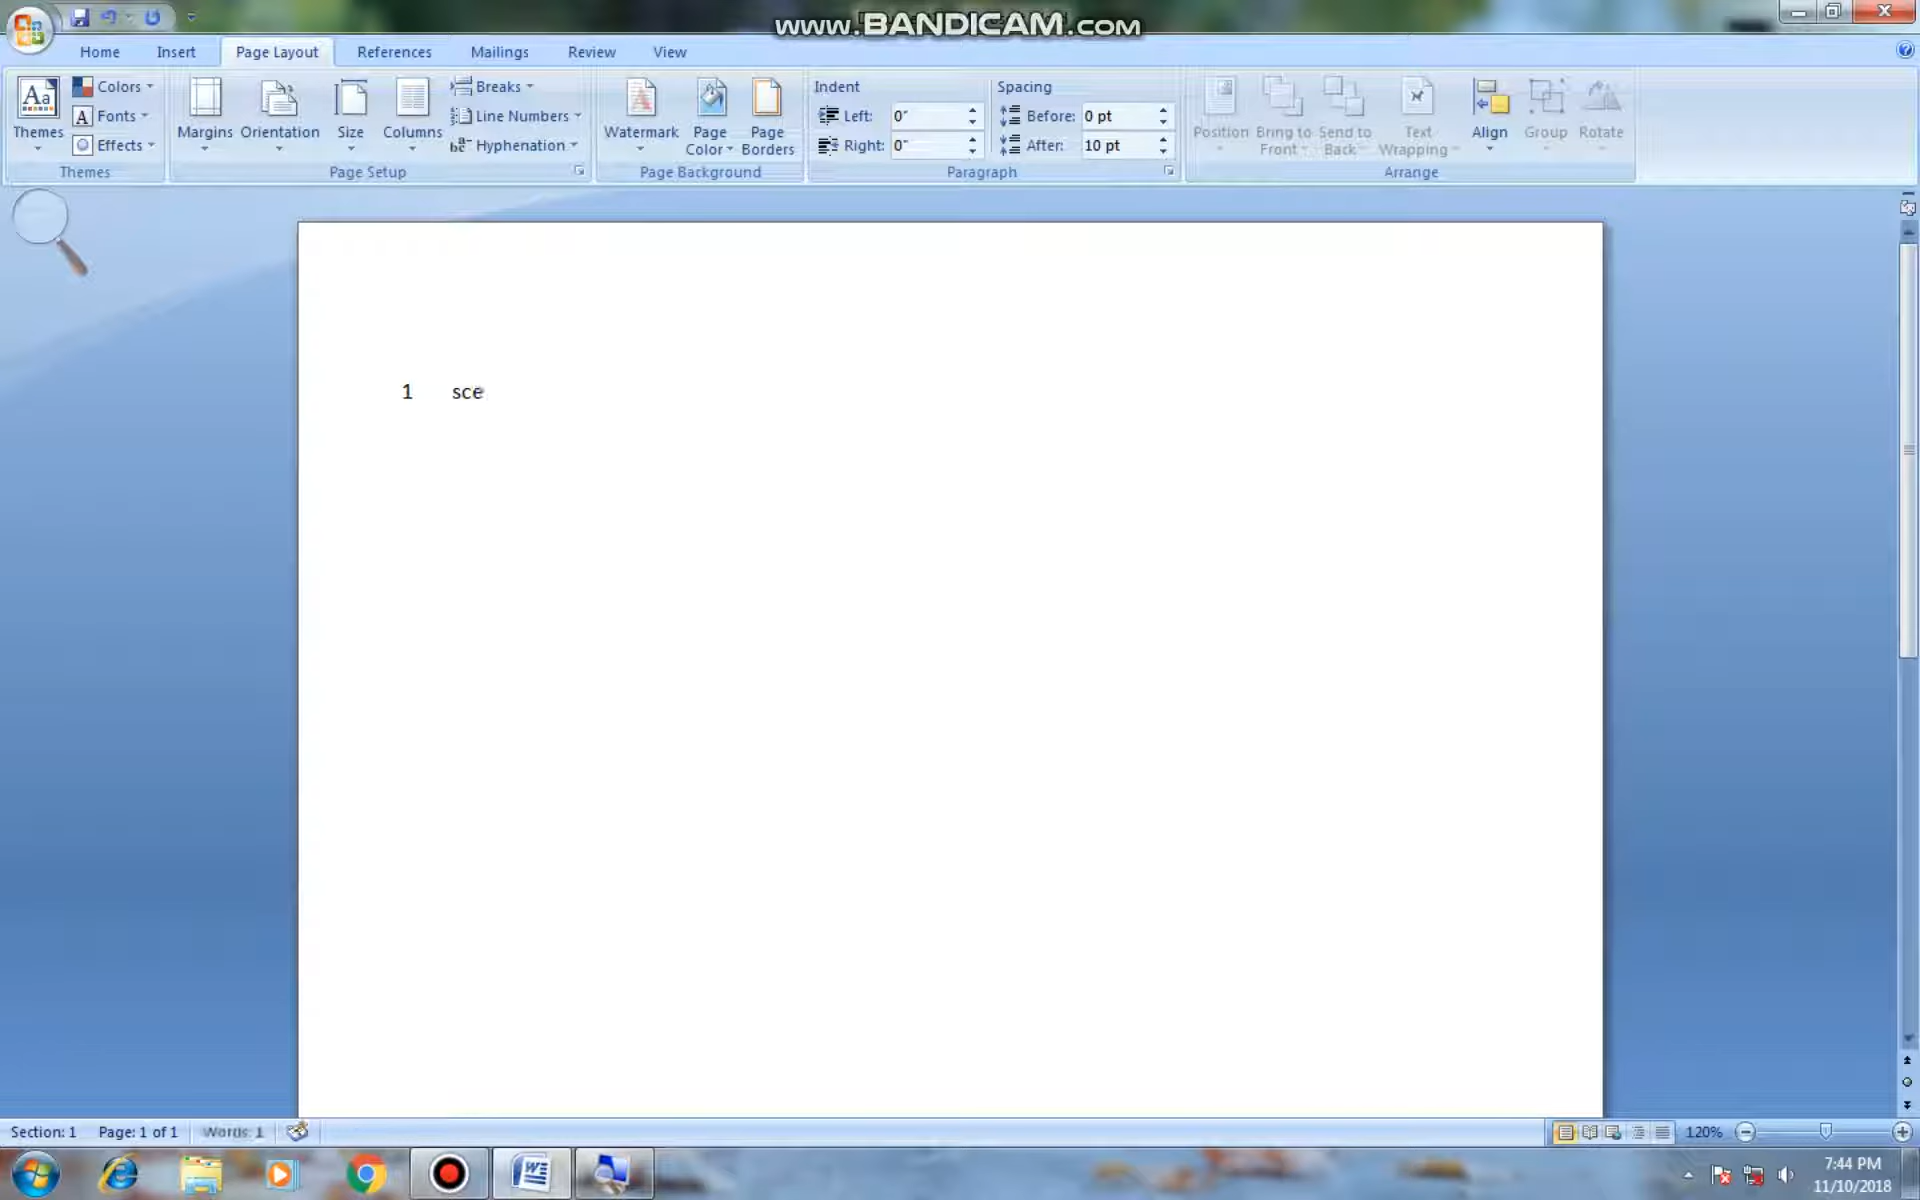 www.BANDICAM.com
Home Insert Page Layout References Mailings Review View
Colors Breaks Indent Spacing
Aa A Fonts Line Numbers Left: 0" Before: 0 pt
Themes Margins Orientation Size Columns Watermark Page Page Position Bring to Send to Text Align Group Rotate
Effects Hyphenation Color Borders Right: 0" After: 10 pt Front Back Wrapping
Themes Page Setup Page Background Paragraph Arrange
1 sce
Section: 1 Page: 1 of 1 Words: 1 120%
7:44 PM
11/10/2018